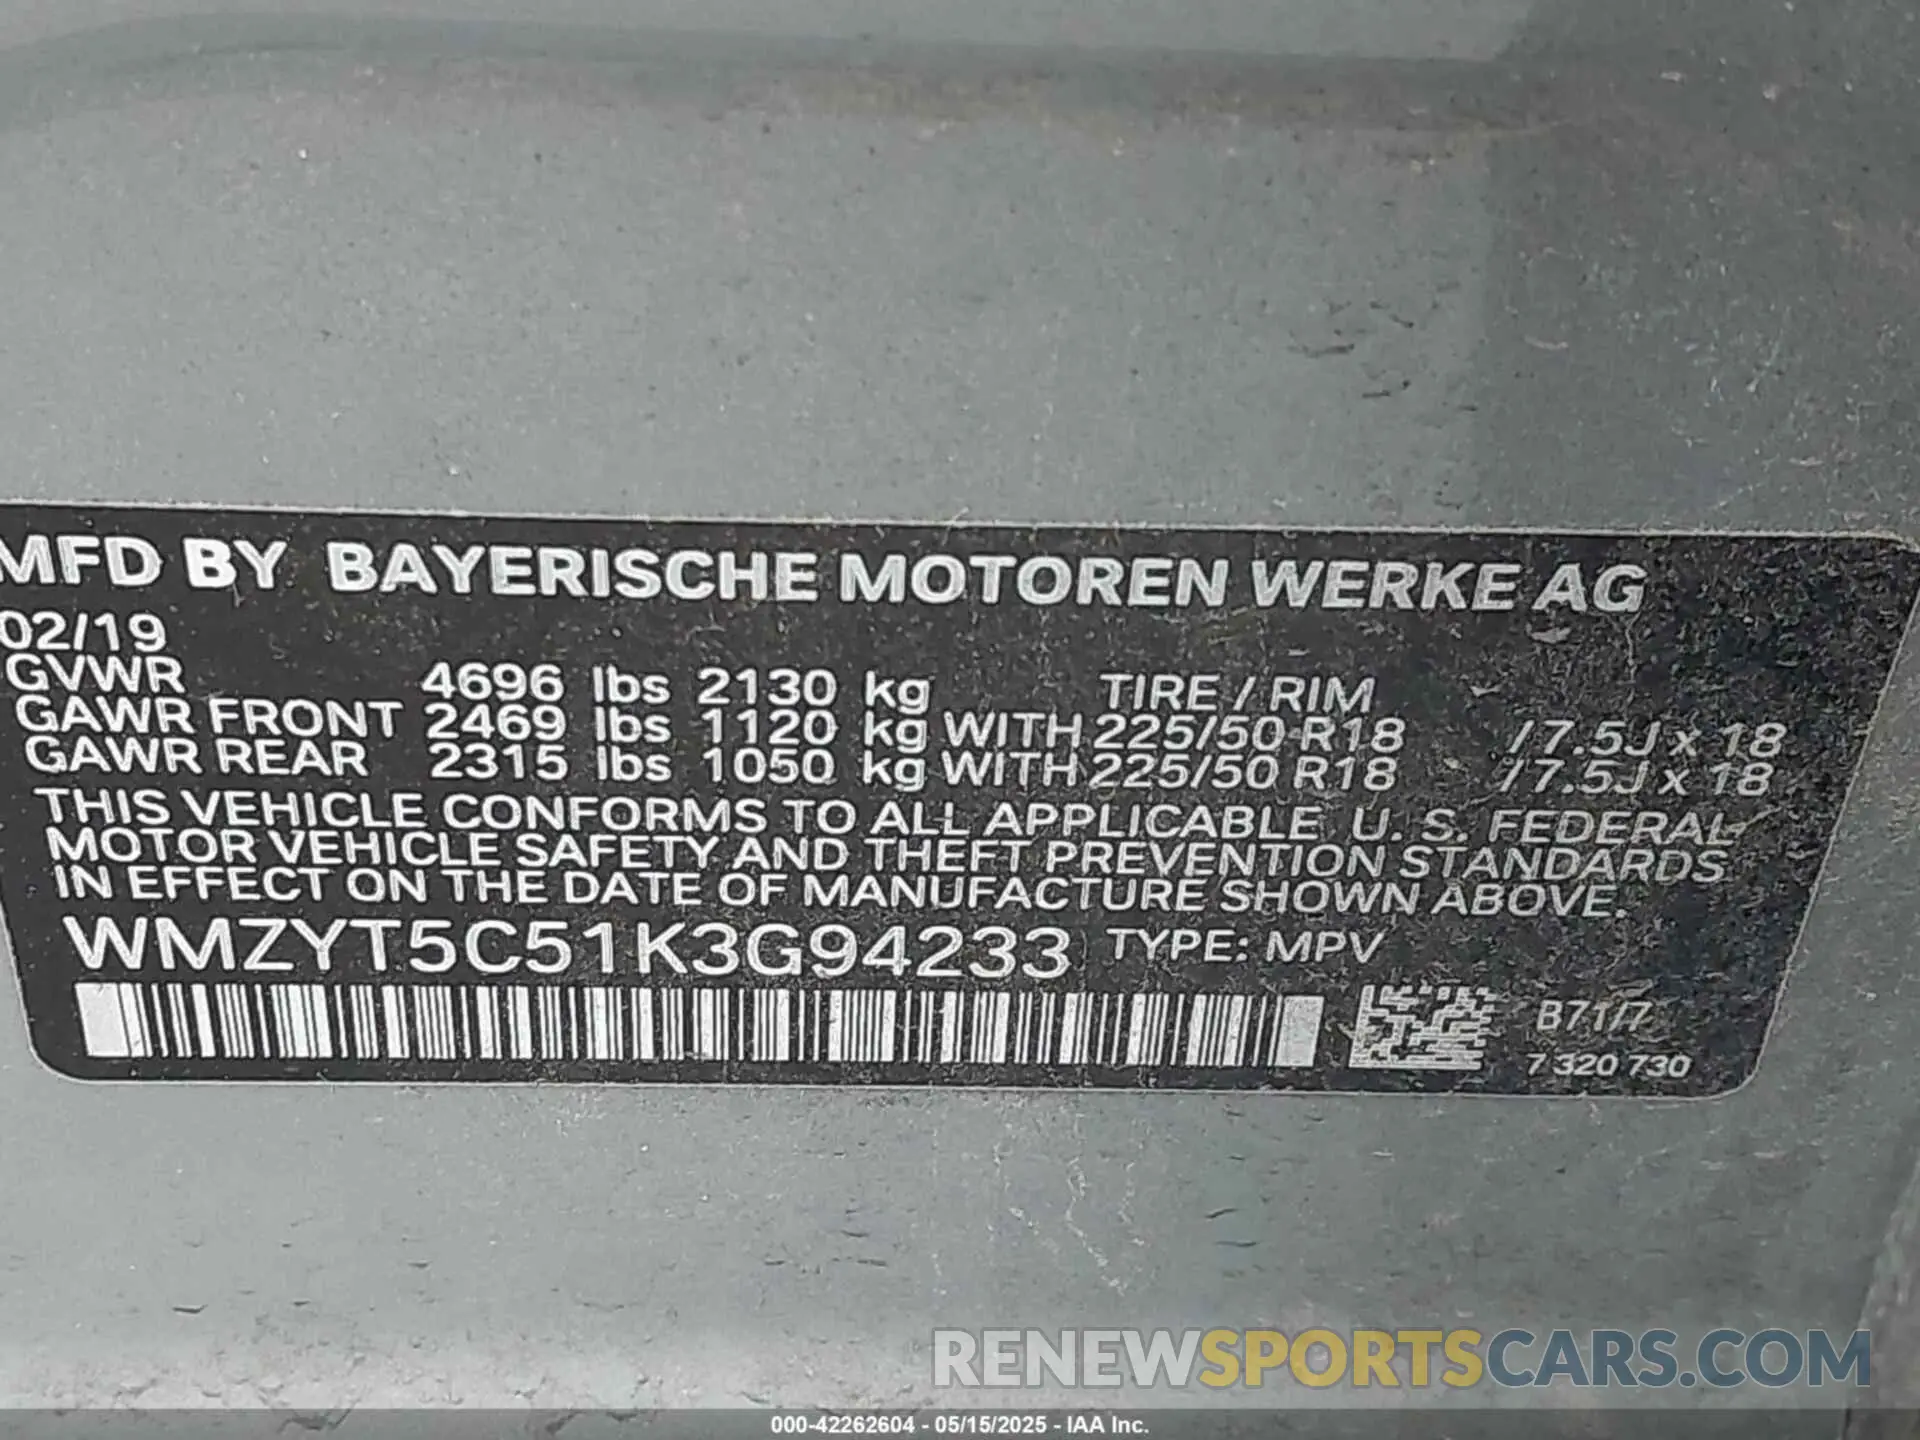 MFD BY BAYERISCHE MOTOREN WERKE AG
02/19
GVWR 4696 lbs 2130 kg TIRE / RIM
GAWR FRONT 2469 lbs 1120 kg WITH 225/50 R18 / 7.5J x 18
GAWR REAR 2315 lbs 1050 kg WITH 225/50 R18 / 7.5J x 18
THIS VEHICLE CONFORMS TO ALL APPLICABLE U. S. FEDERAL
MOTOR VEHICLE SAFETY AND THEFT PREVENTION STANDARDS
IN EFFECT ON THE DATE OF MANUFACTURE SHOWN ABOVE.
WMZYT5C51K3G94233 TYPE: MPV
B71/7
7 320 730
RENEWSPORTSCARS.COM
000-42262604 - 05/15/2025 - IAA Inc.